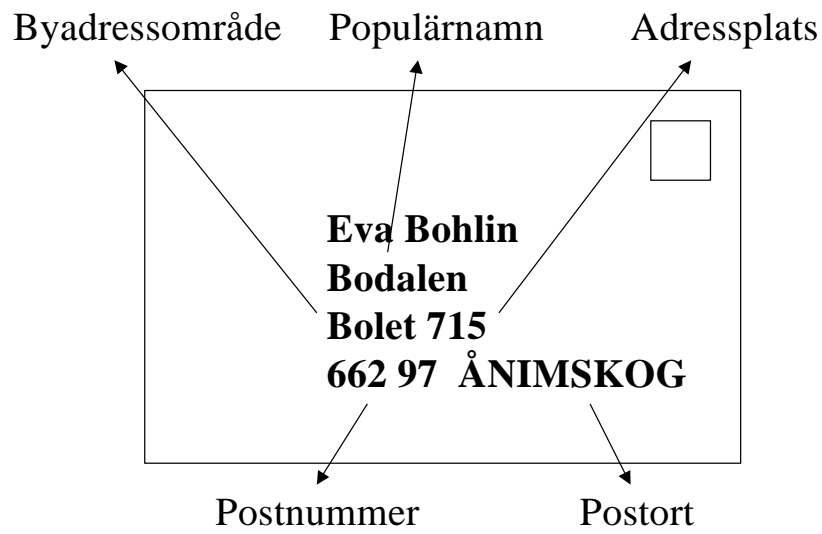 Byadressområde Populärnamn Adressplats
Eva Bohlin
Bodalen
Bolet 715
662 97 ÅNIMSKOG
Postnummer Postort